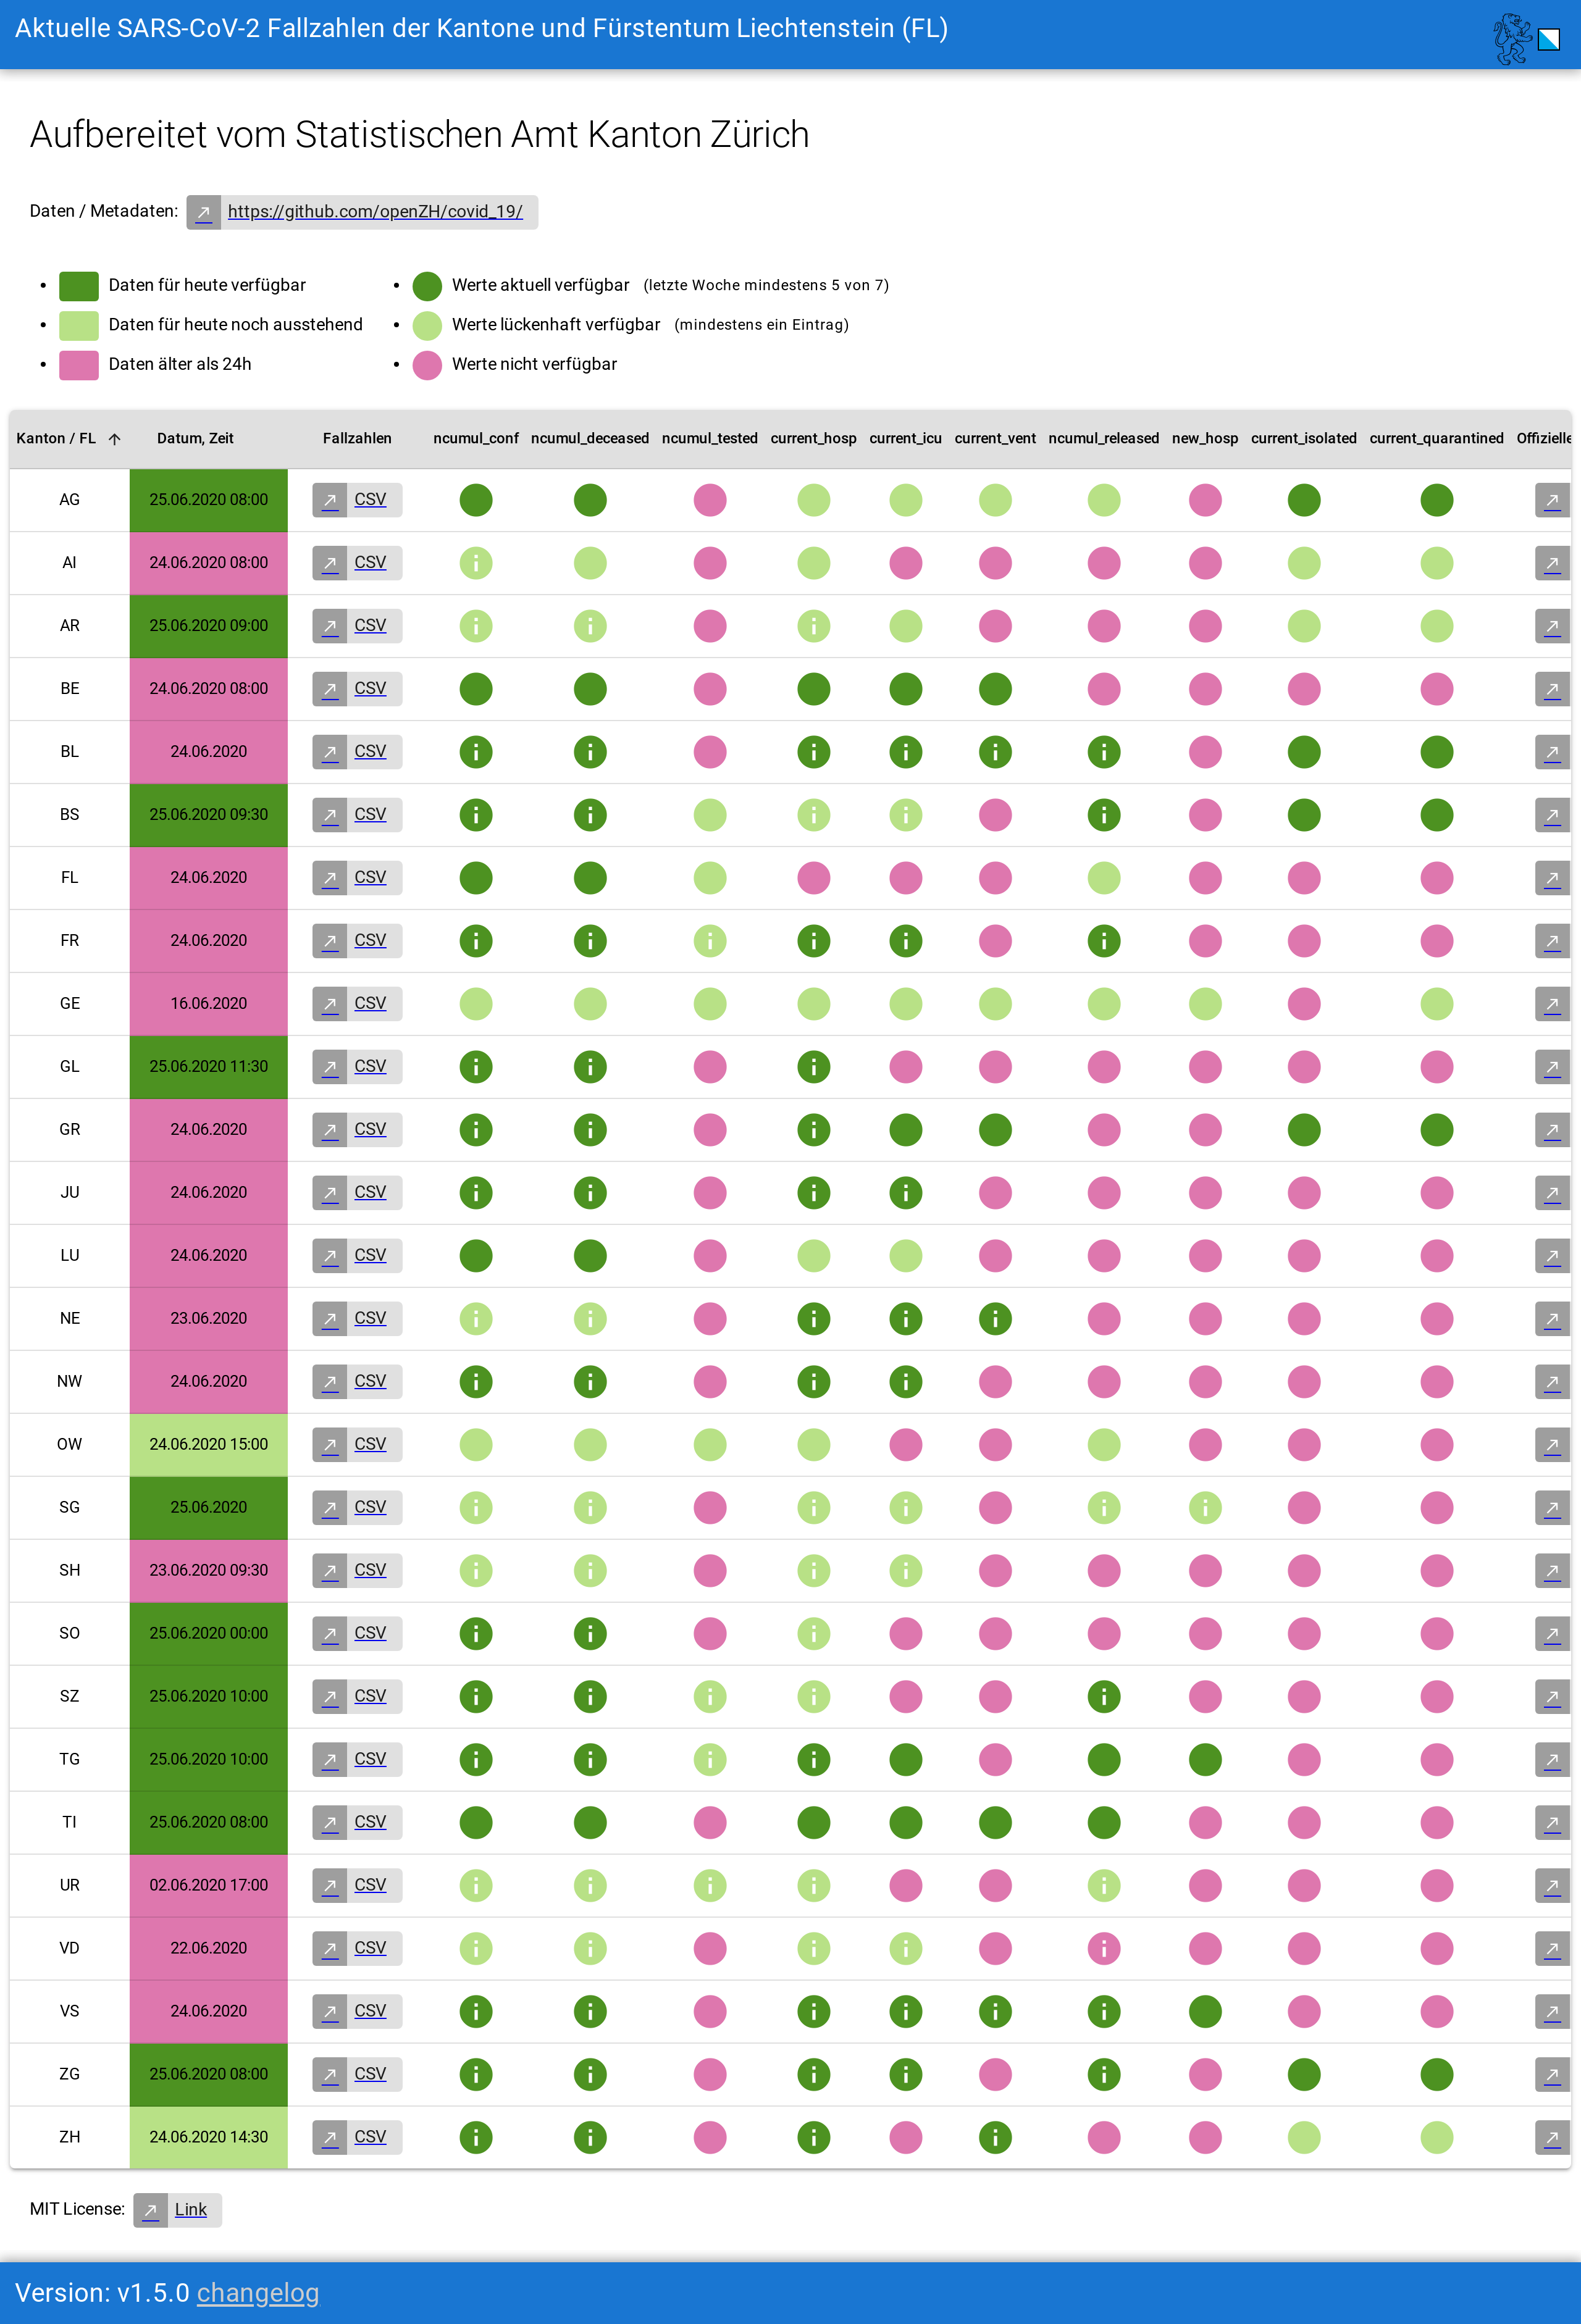 Aktuelle SARS-CoV-2 Fallzahlen der Kantone und Fürstentum Liechtenstein (FL)
Aufbereitet vom Statistischen Amt Kanton Zürich
Daten / Metadaten: https://github.com/openZH/covid_19/
Daten für heute verfügbar Werte aktuell verfügbar (letzte Woche mindestens 5 von 7)
Daten für heute noch ausstehend Werte lückenhaft verfügbar (mindestens ein Eintrag)
Daten älter als 24h Werte nicht verfügbar
Kanton / FL Datum, Zeit Fallzahlen ncumul_conf ncumul_deceased ncumul_tested current_hosp current_icu current_vent ncumul_released new_hosp current_isolated current_quarantined Offizielle
AG 25.06.2020 08:00 CSV
AI 24.06.2020 08:00 CSV
AR 25.06.2020 09:00 CSV
BE 24.06.2020 08:00 CSV
BL 24.06.2020 CSV
BS 25.06.2020 09:30 CSV
FL 24.06.2020 CSV
FR 24.06.2020 CSV
GE 16.06.2020 CSV
GL 25.06.2020 11:30 CSV
GR 24.06.2020 CSV
JU 24.06.2020 CSV
LU 24.06.2020 CSV
NE 23.06.2020 CSV
NW 24.06.2020 CSV
OW 24.06.2020 15:00 CSV
SG 25.06.2020 CSV
SH 23.06.2020 09:30 CSV
SO 25.06.2020 00:00 CSV
SZ 25.06.2020 10:00 CSV
TG 25.06.2020 10:00 CSV
TI 25.06.2020 08:00 CSV
UR 02.06.2020 17:00 CSV
VD 22.06.2020 CSV
VS 24.06.2020 CSV
ZG 25.06.2020 08:00 CSV
ZH 24.06.2020 14:30 CSV
MIT License: Link
Version: v1.5.0 changelog